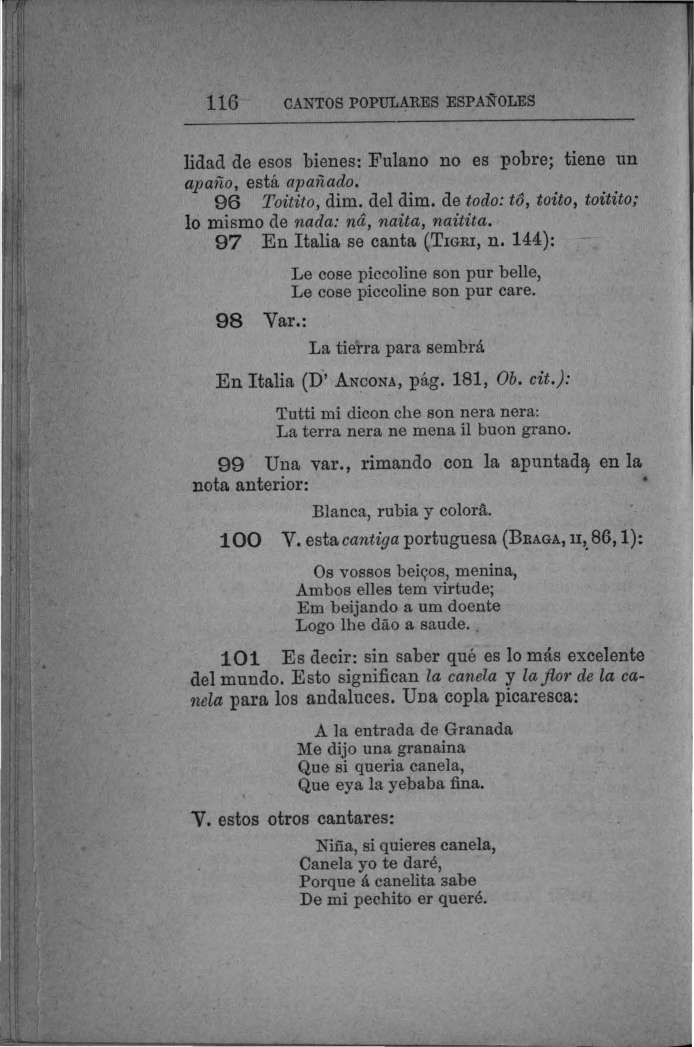 116 CANTOS POPULARES ESPAÑOLES
lidad de esos bienes: Fulano no es pobre; tiene un
apaño, está apañado.
96 Toitito, dim. del dim. de todo: tô, toito, toitito;
lo mismo de nada: nâ, naita, naitita.
97 En Italia se canta (TIGRI, n. 144):
Le cose piccoline son pur belle,
Le cose piccoline son pur care.
98 Var.:
La tierra para sembrá
En Italia (D' ANCONA, pág. 181, Ob. cit.):
Tutti mi dicon che son nera nera:
La terra nera ne mena il buon grano.
99 Una var., rimando con la apuntada en la
nota anterior:
Blanca, rubia y colorâ.
100 V. esta cantiga portuguesa (BRAGA, II, 86, 1):
Os vossos beiços, menina,
Ambos elles tem virtude;
Em beijando a um doente
Logo lhe dão a saude.
101 Es decir: sin saber qué es lo más excelente
del mundo. Esto significan la canela y la flor de la ca-
nela para los andaluces. Una copla picaresca:
A la entrada de Granada
Me dijo una granaina
Que si queria canela,
Que eya la yebaba fina.
V. estos otros cantares:
Niña, si quieres canela,
Canela yo te daré,
Porque á canelita sabe
De mi pechito er queré.